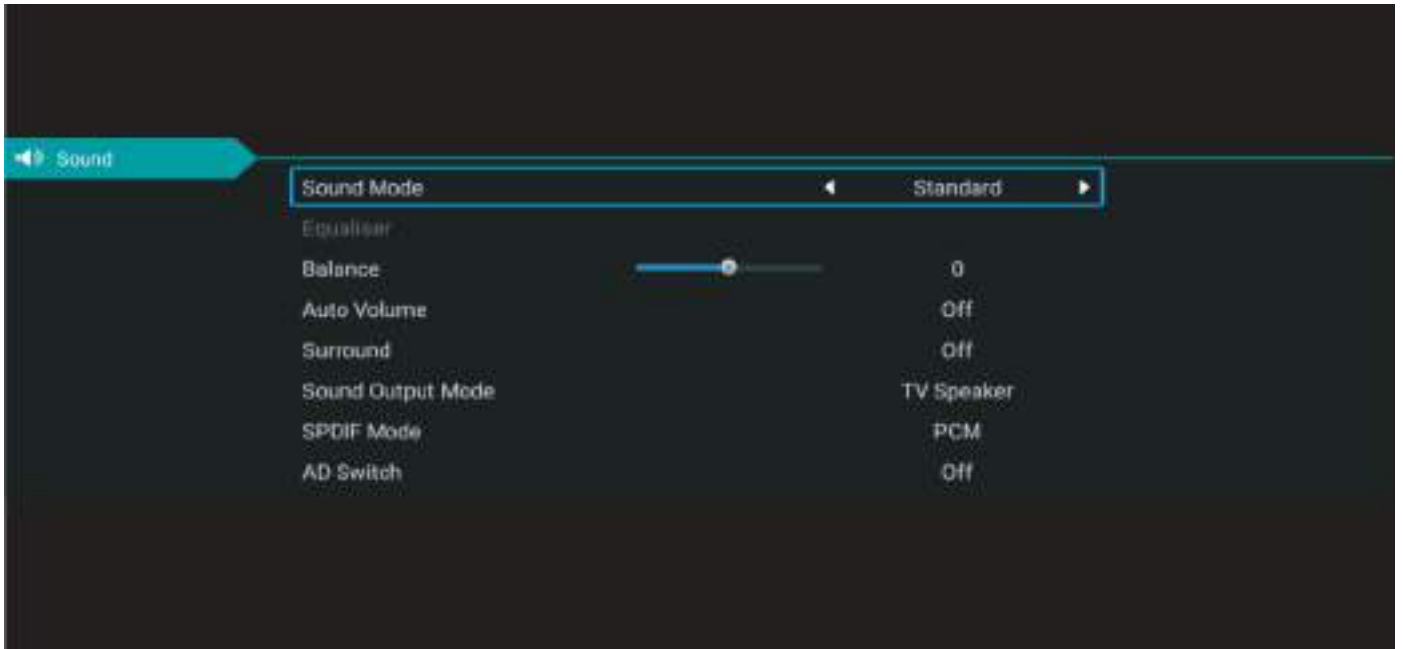 Sound
Sound Mode Standard
Equaliser
Balance 0
Auto Volume Off
Surround Off
Sound Output Mode TV Speaker
SPDIF Mode PCM
AD Switch Off